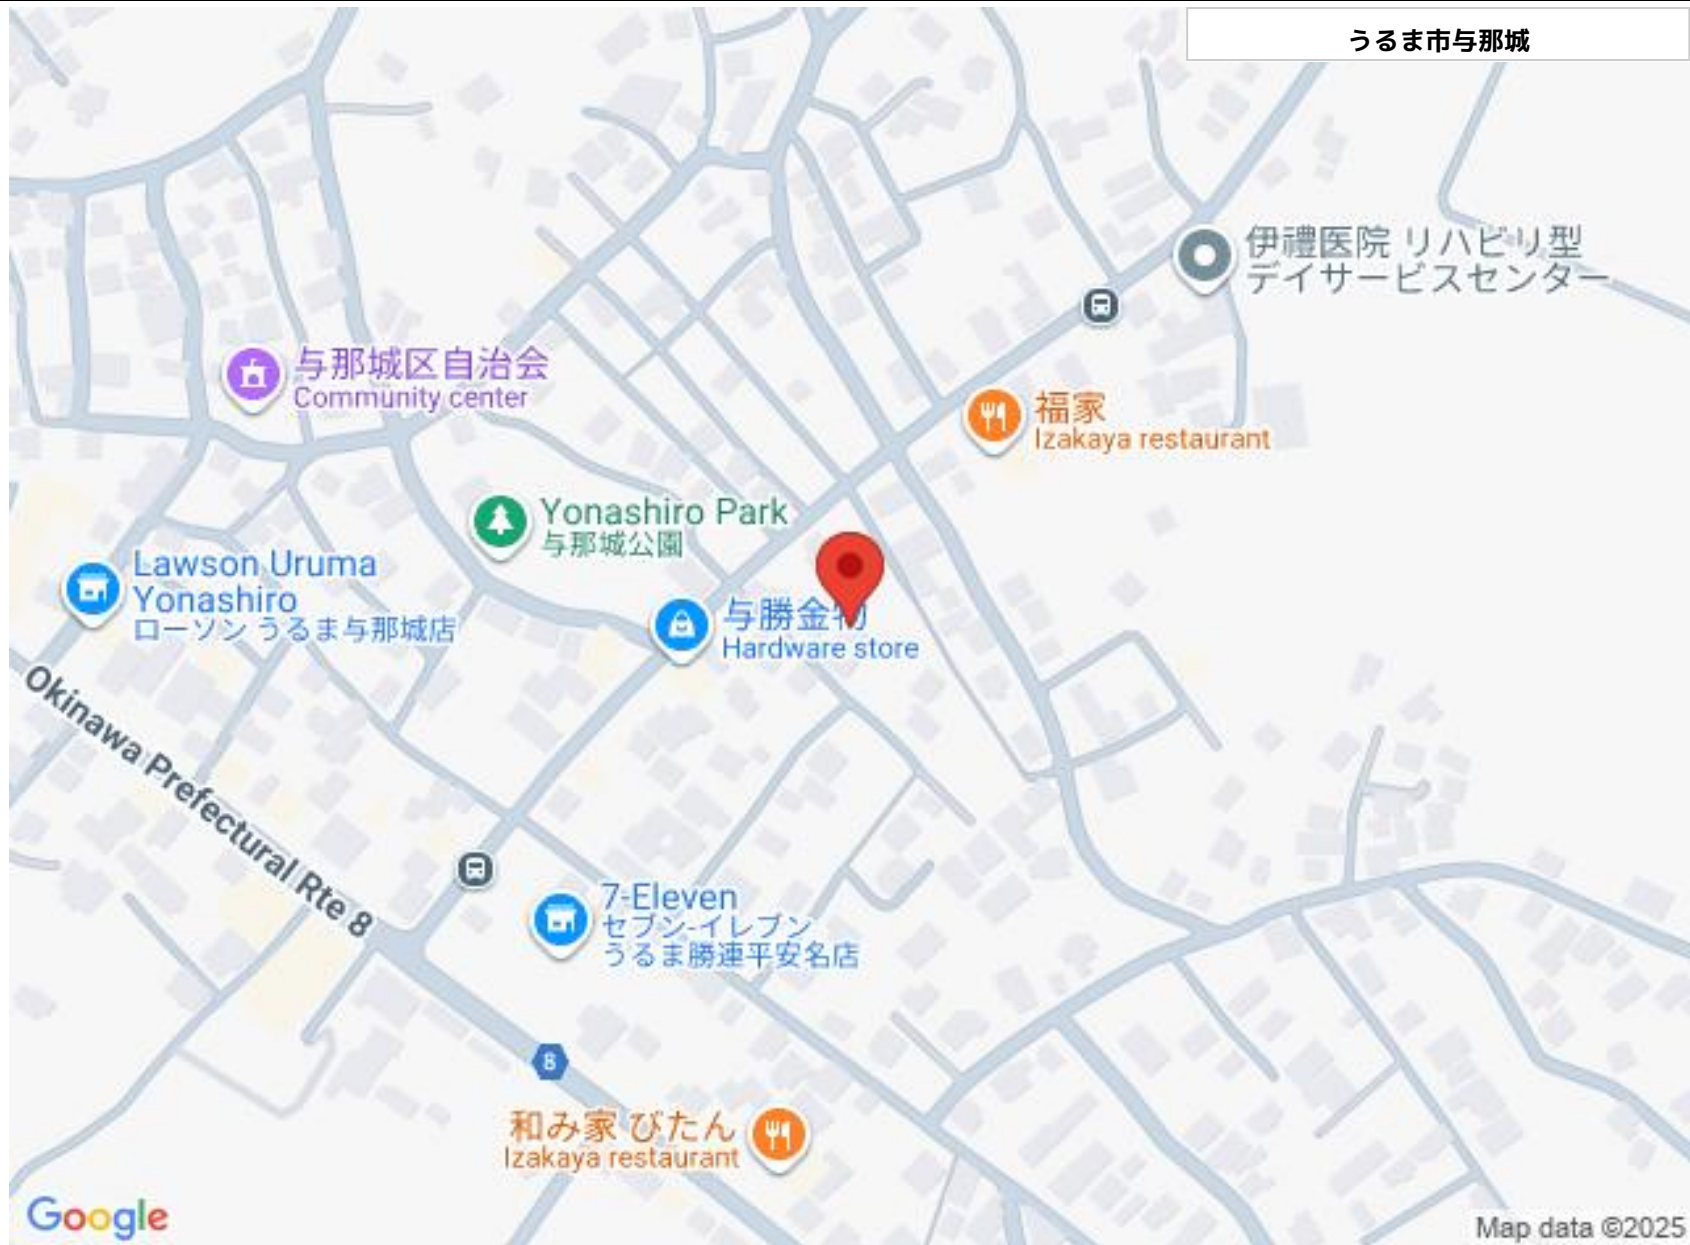 うるま市与那城
伊禮医院 リハビリ型
デイサービスセンター
与那城区自治会
Community center
福家
Izakaya restaurant
Yonashiro Park
与那城公園
Lawson Uruma
Yonashiro
ローソン うるま与那城店
与勝金物
Hardware store
Okinawa Prefectural Rte 8
7-Eleven
セブン-イレブン
うるま勝連平安名店
8
和み家 びたん
Izakaya restaurant
Google
Map data ©2025